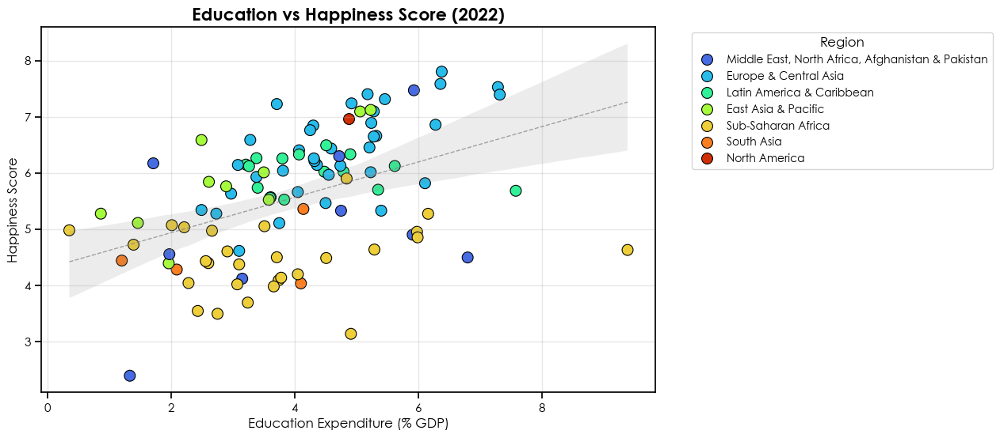 Education vs Happiness Score (2022)
Happiness Score
8
7
6
5
4
3
0 2 4 6 8
Education Expenditure (% GDP)
Region
Middle East, North Africa, Afghanistan & Pakistan
Europe & Central Asia
Latin America & Caribbean
East Asia & Pacific
Sub-Saharan Africa
South Asia
North America